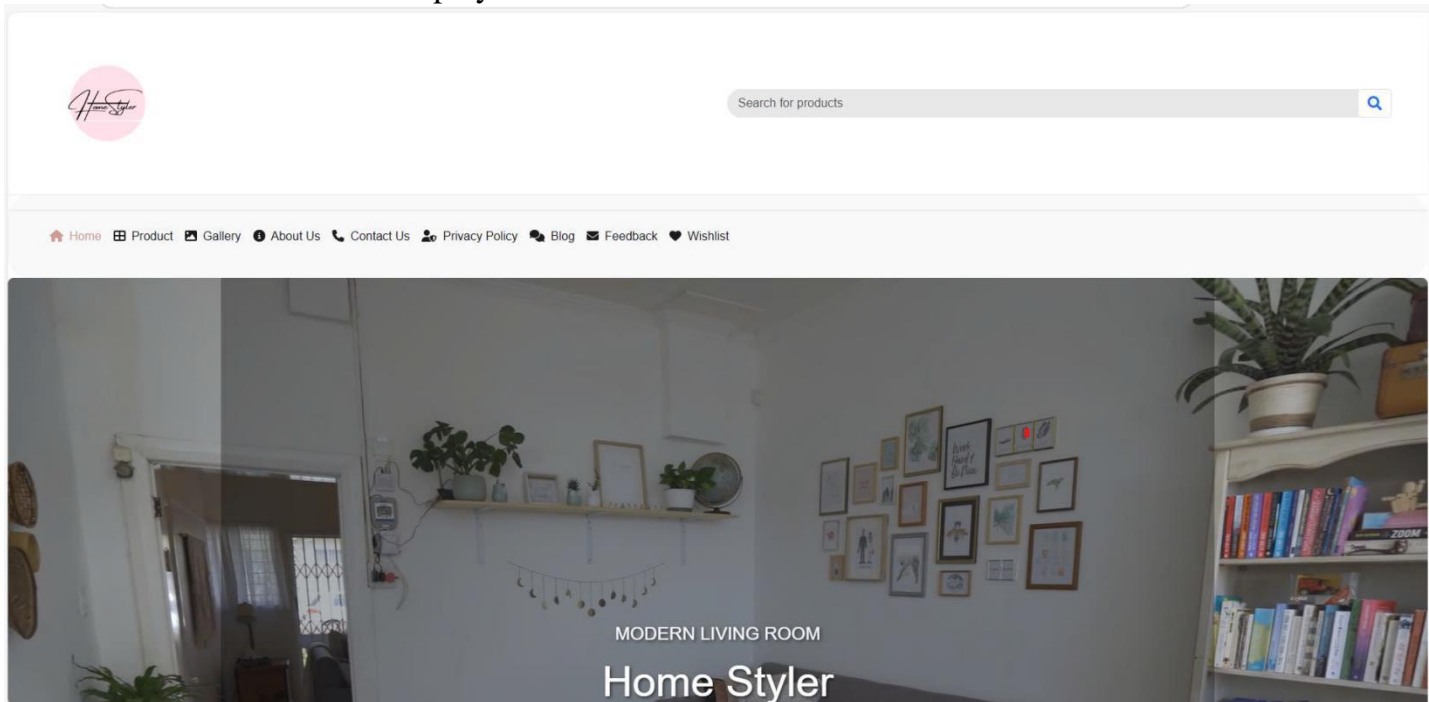 Home Styler
Search for products
Home Product Gallery About Us Contact Us Privacy Policy Blog Feedback Wishlist
ZOOM
MODERN LIVING ROOM
Home Styler